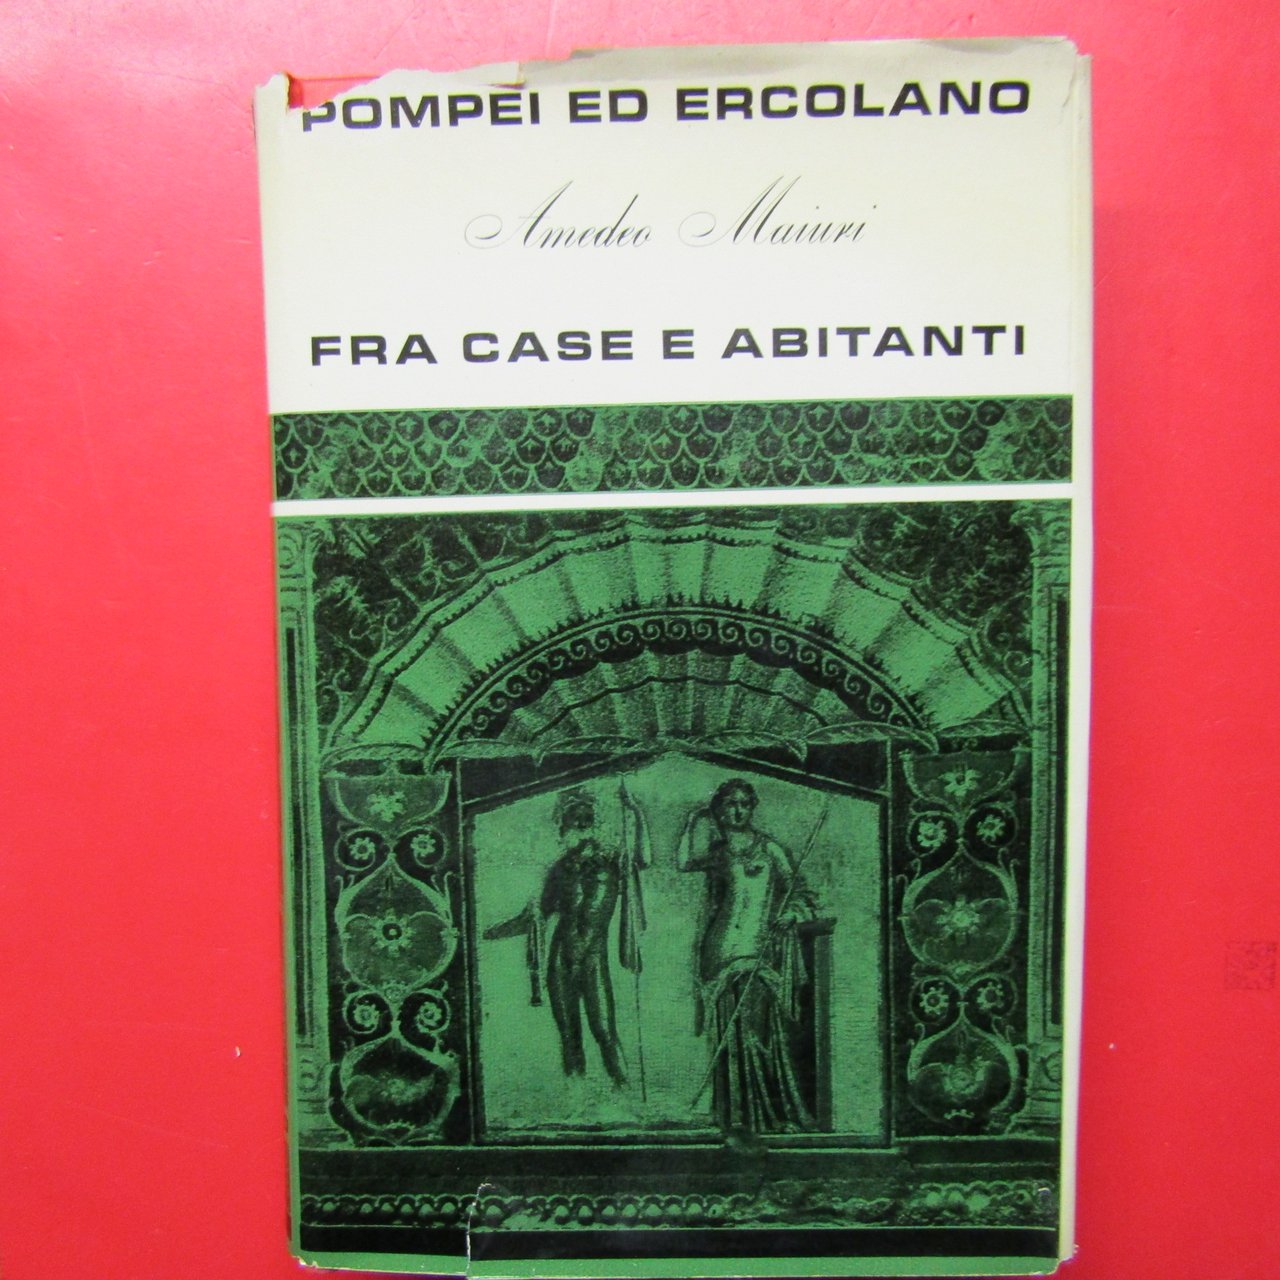 POMPEI ED ERCOLANO
Amedeo Maiuri
FRA CASE E ABITANTI